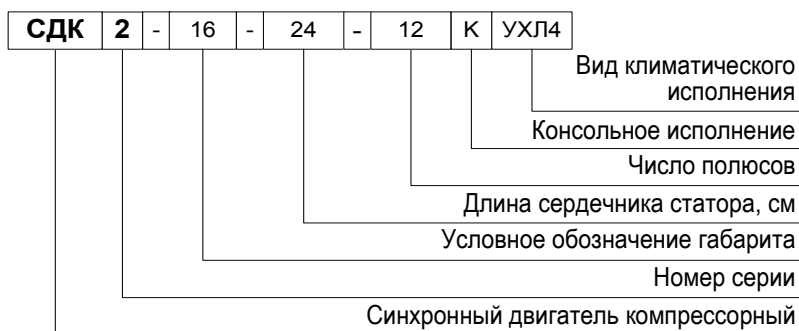 СДК 2 - 16 - 24 - 12 К УХЛ4
Вид климатического
исполнения
Консольное исполнение
Число полюсов
Длина сердечника статора, см
Условное обозначение габарита
Номер серии
Синхронный двигатель компрессорный